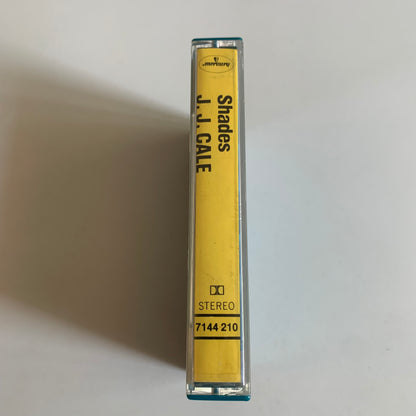 mercury
Shades
J. J. CALE
STEREO
7144 210